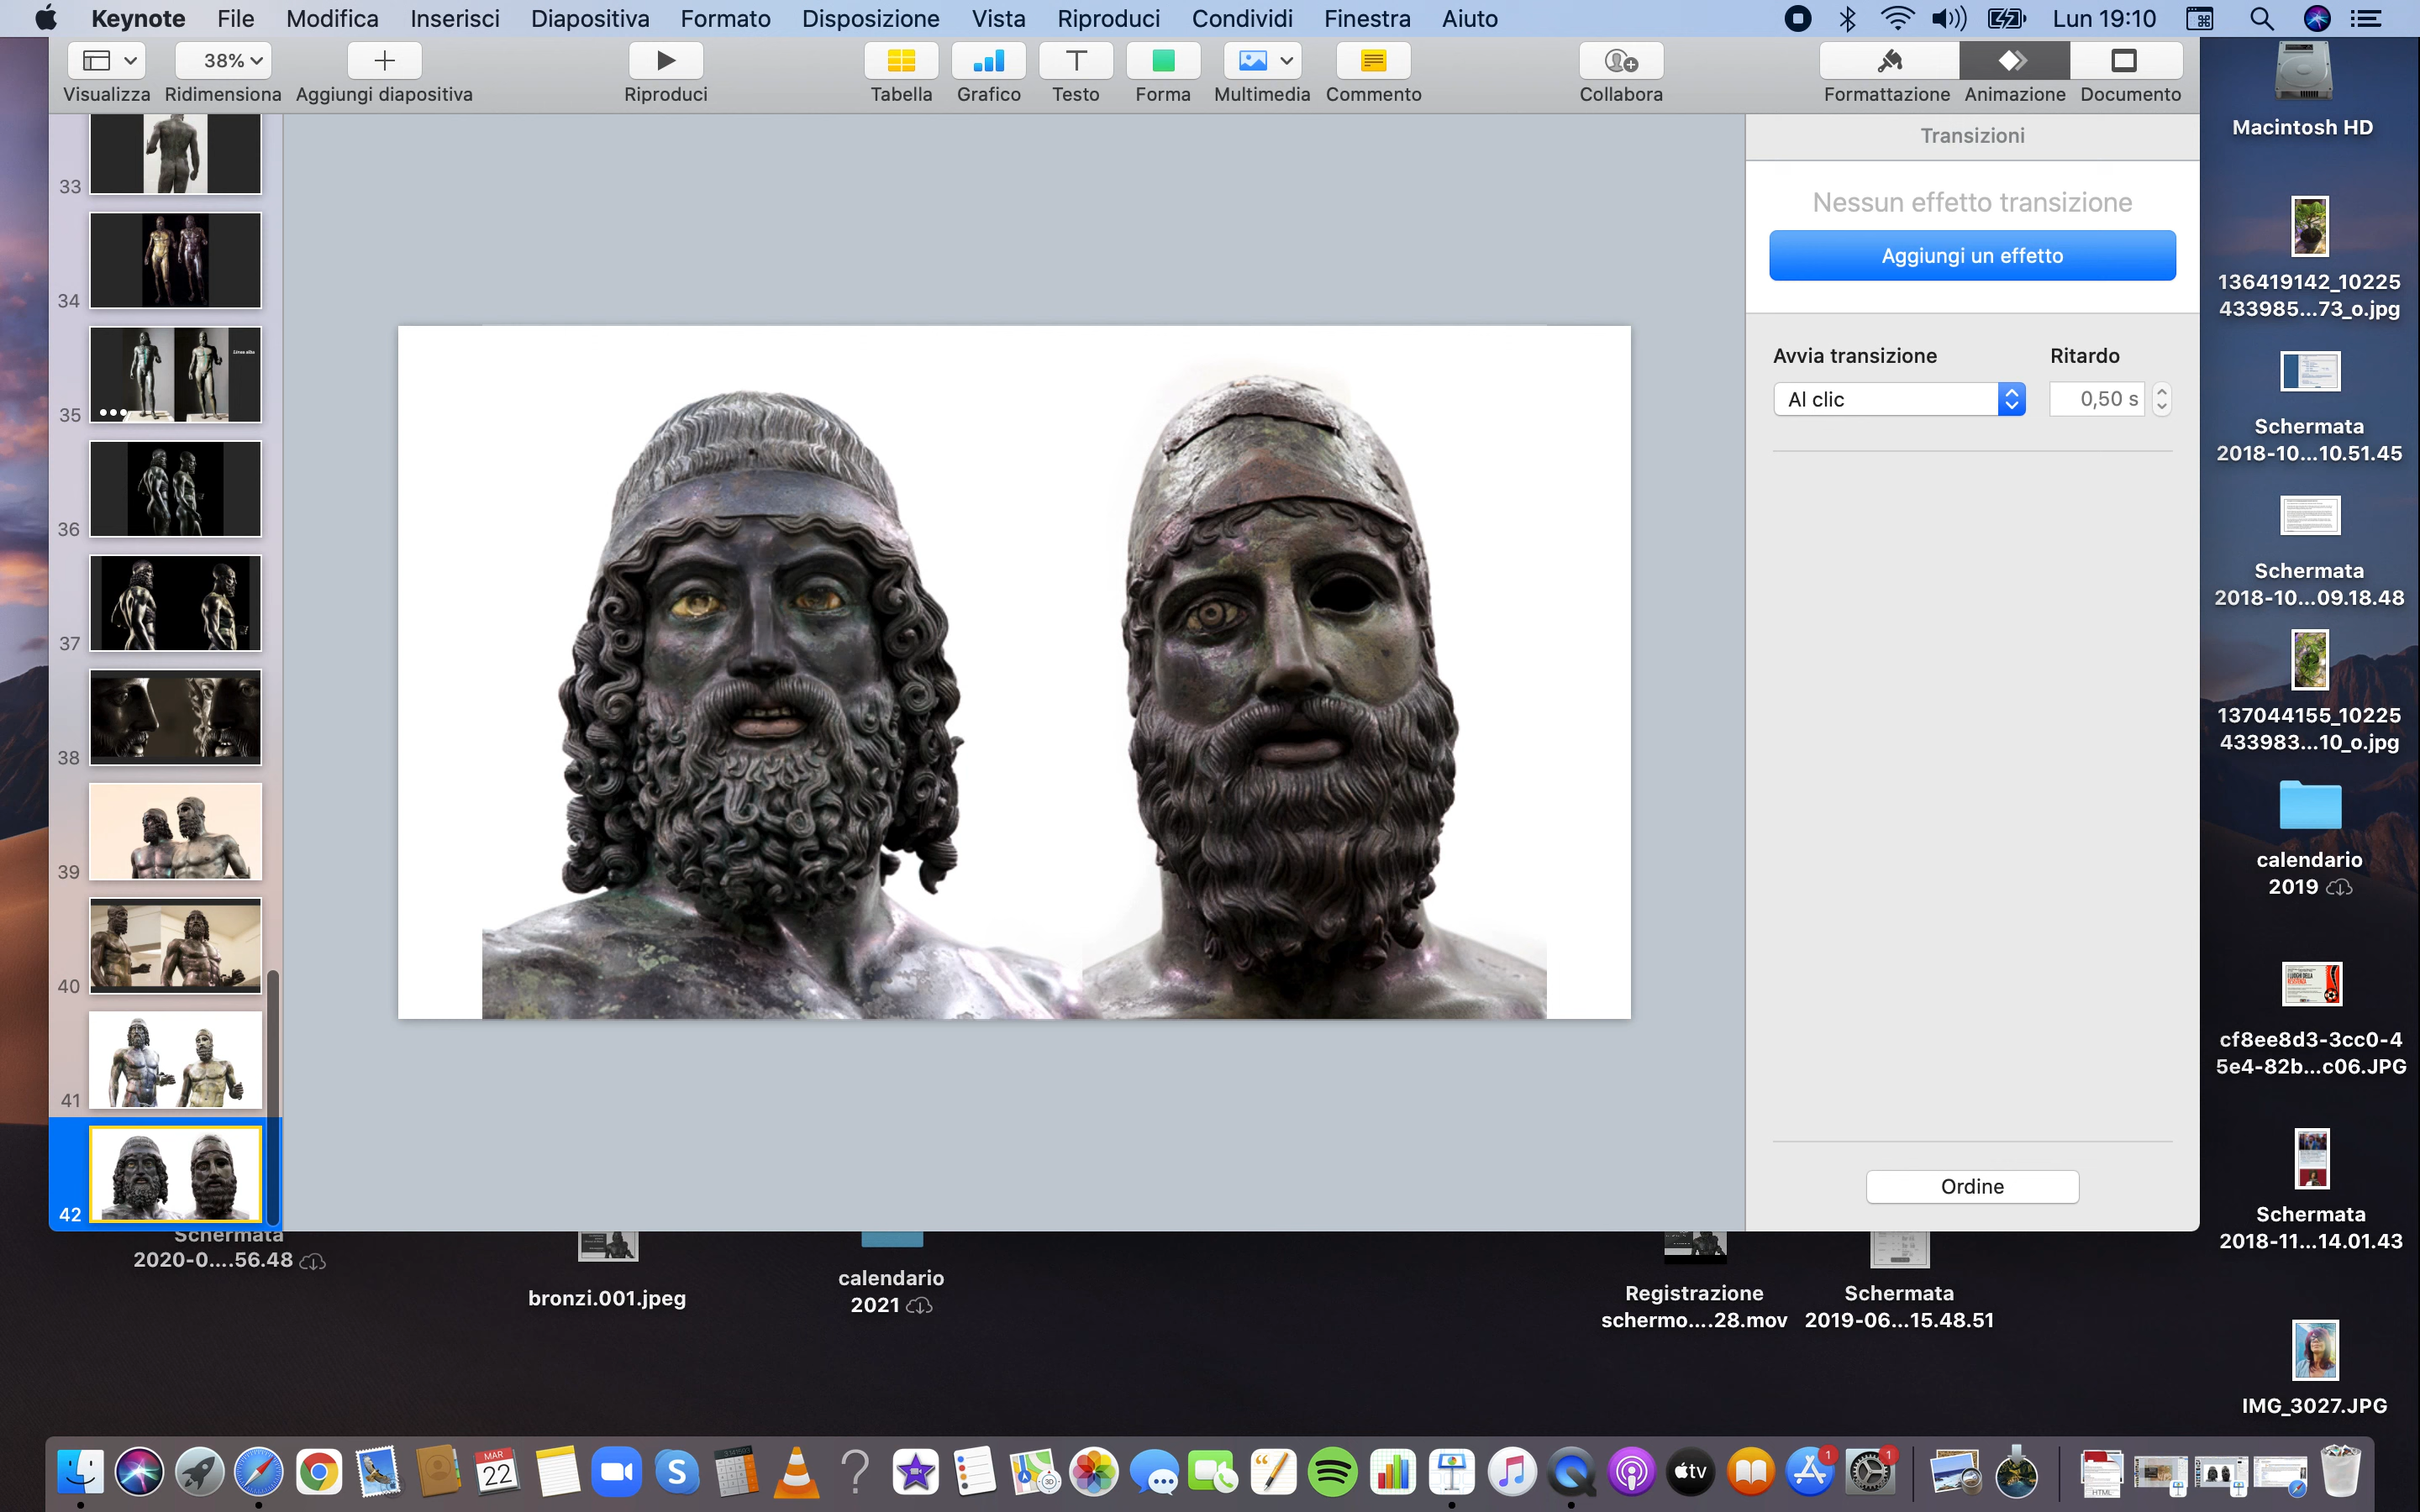 Keynote File Modifica Inserisci Diapositiva Formato Disposizione Vista Riproduci Condividi Finestra Aiuto Lun 19:10
38%
Visualizza Ridimensiona Aggiungi diapositiva Riproduci Tabella Grafico Testo Forma Multimedia Commento Collabora Formattazione Animazione Documento
33
34
35
36
37
38
39
40
41
42
Transizioni
Nessun effetto transizione
Aggiungi un effetto
Avvia transizione Ritardo
Al clic 0,50 s
Ordine
Macintosh HD
136419142_10225
433985...73_o.jpg
Schermata
2018-10...10.51.45
Schermata
2018-10...09.18.48
137044155_10225
433983...10_o.jpg
calendario
2019
cf8ee8d3-3cc0-4
5e4-82b...c06.JPG
Schermata
2018-11...14.01.43
IMG_3027.JPG
Schermata
2020-0....56.48
bronzi.001.jpeg
calendario
2021
Registrazione
schermo....28.mov
Schermata
2019-06...15.48.51
MAR
22
3D
tv
1
1
HTML